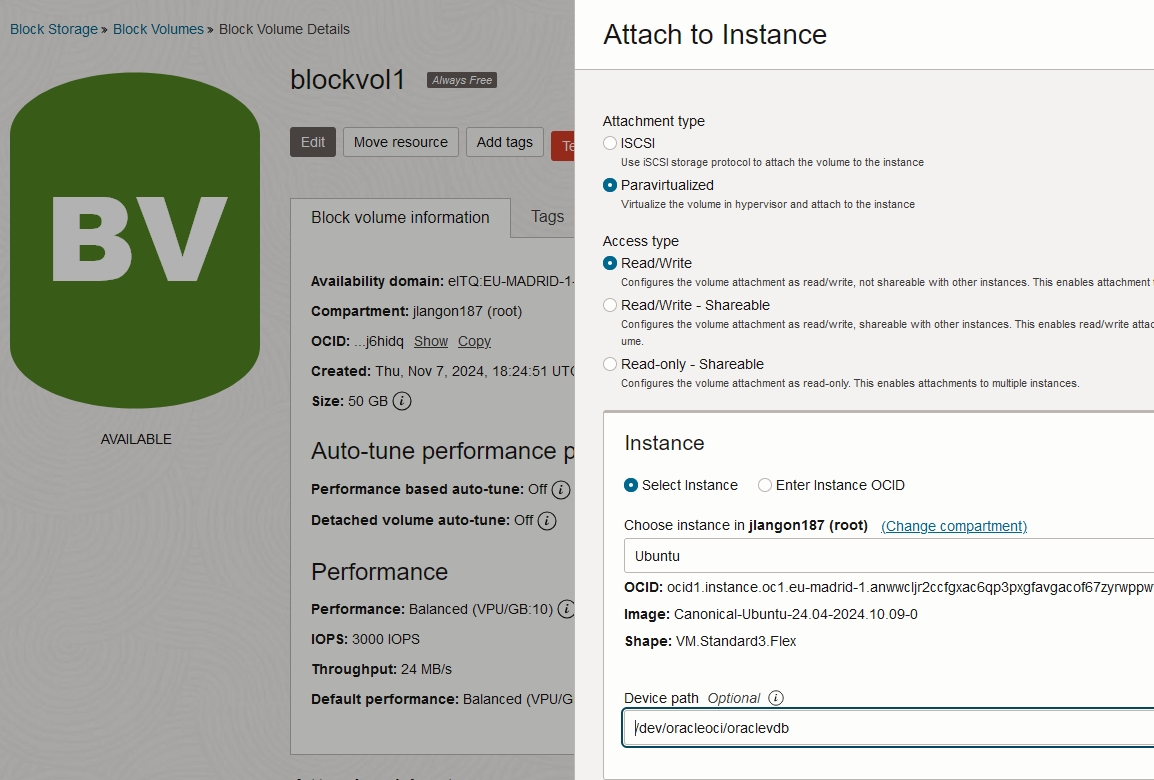 Block Storage » Block Volumes » Block Volume Details
BV
AVAILABLE
blockvol1 Always Free
Edit Move resource Add tags
Block volume information Tags
Availability domain: eITQ:EU-MADRID-1-
Compartment: jlangon187 (root)
OCID: ...j6hidq Show Copy
Created: Thu, Nov 7, 2024, 18:24:51 UTC
Size: 50 GB
Auto-tune performance p
Performance based auto-tune: Off
Detached volume auto-tune: Off
Performance
Performance: Balanced (VPU/GB:10)
IOPS: 3000 IOPS
Throughput: 24 MB/s
Default performance: Balanced (VPU/G
Attach to Instance
Attachment type
ISCSI
Use iSCSI storage protocol to attach the volume to the instance
Paravirtualized
Virtualize the volume in hypervisor and attach to the instance
Access type
Read/Write
Configures the volume attachment as read/write, not shareable with other instances. This enables attachment
Read/Write - Shareable
Configures the volume attachment as read/write, shareable with other instances. This enables read/write attac
ume.
Read-only - Shareable
Configures the volume attachment as read-only. This enables attachments to multiple instances.
Instance
Select Instance Enter Instance OCID
Choose instance in jlangon187 (root) (Change compartment)
Ubuntu
OCID: ocid1.instance.oc1.eu-madrid-1.anwwcljr2ccfgxac6qp3pxgfavgacof67zyrwppw
Image: Canonical-Ubuntu-24.04-2024.10.09-0
Shape: VM.Standard3.Flex
Device path Optional
/dev/oracleoci/oraclevdb